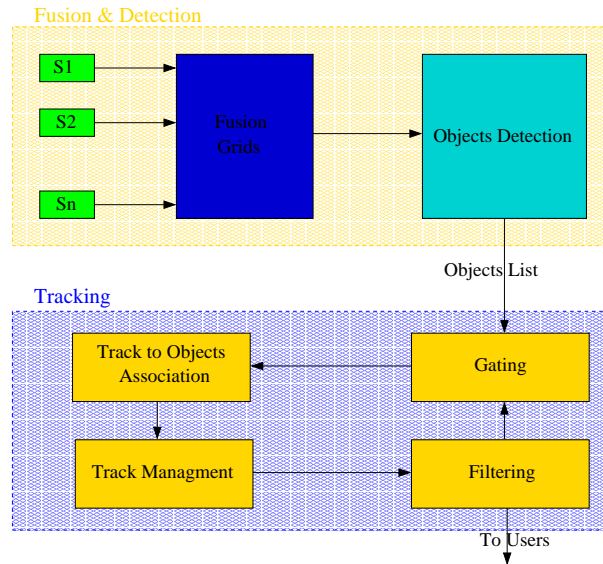 Fusion & Detection
S1
S2
Sn
Fusion
Grids
Objects Detection
Objects List
Tracking
Track to Objects
Association
Gating
Track Managment
Filtering
To Users